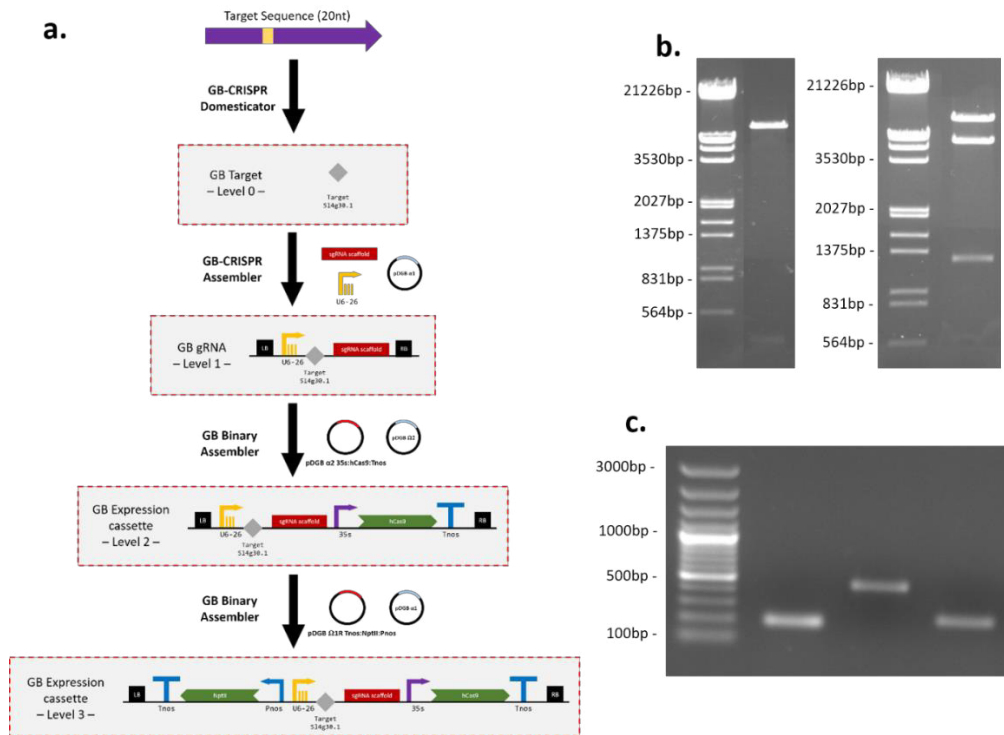 a.
Target Sequence (20nt)
GB-CRISPR
Domesticator
GB Target
– Level 0 –
Target
Sl4g30.1
GB-CRISPR
Assembler
sgRNA scaffold
U6-26
pDGB α1
GB gRNA
– Level 1 –
LB
U6-26
Target
Sl4g30.1
sgRNA scaffold
RB
GB Binary
Assembler
pDGB Ω2
pDGB α2 35s:hCas9:Tnos
GB Expression
cassette
– Level 2 –
LB
U6-26
Target
Sl4g30.1
sgRNA scaffold
35s
hCas9
Tnos
RB
GB Binary
Assembler
pDGB α1
pDGB Ω1R Tnos:NptII:Pnos
GB Expression
cassette
– Level 3 –
LB
Tnos
NptII
Pnos
U6-26
Target
Sl4g30.1
sgRNA scaffold
35s
hCas9
Tnos
RB
b.
21226bp -
3530bp -
2027bp -
1375bp -
831bp -
564bp -
21226bp -
3530bp -
2027bp -
1375bp -
831bp -
564bp -
c.
3000bp -
1000bp -
500bp -
100bp -